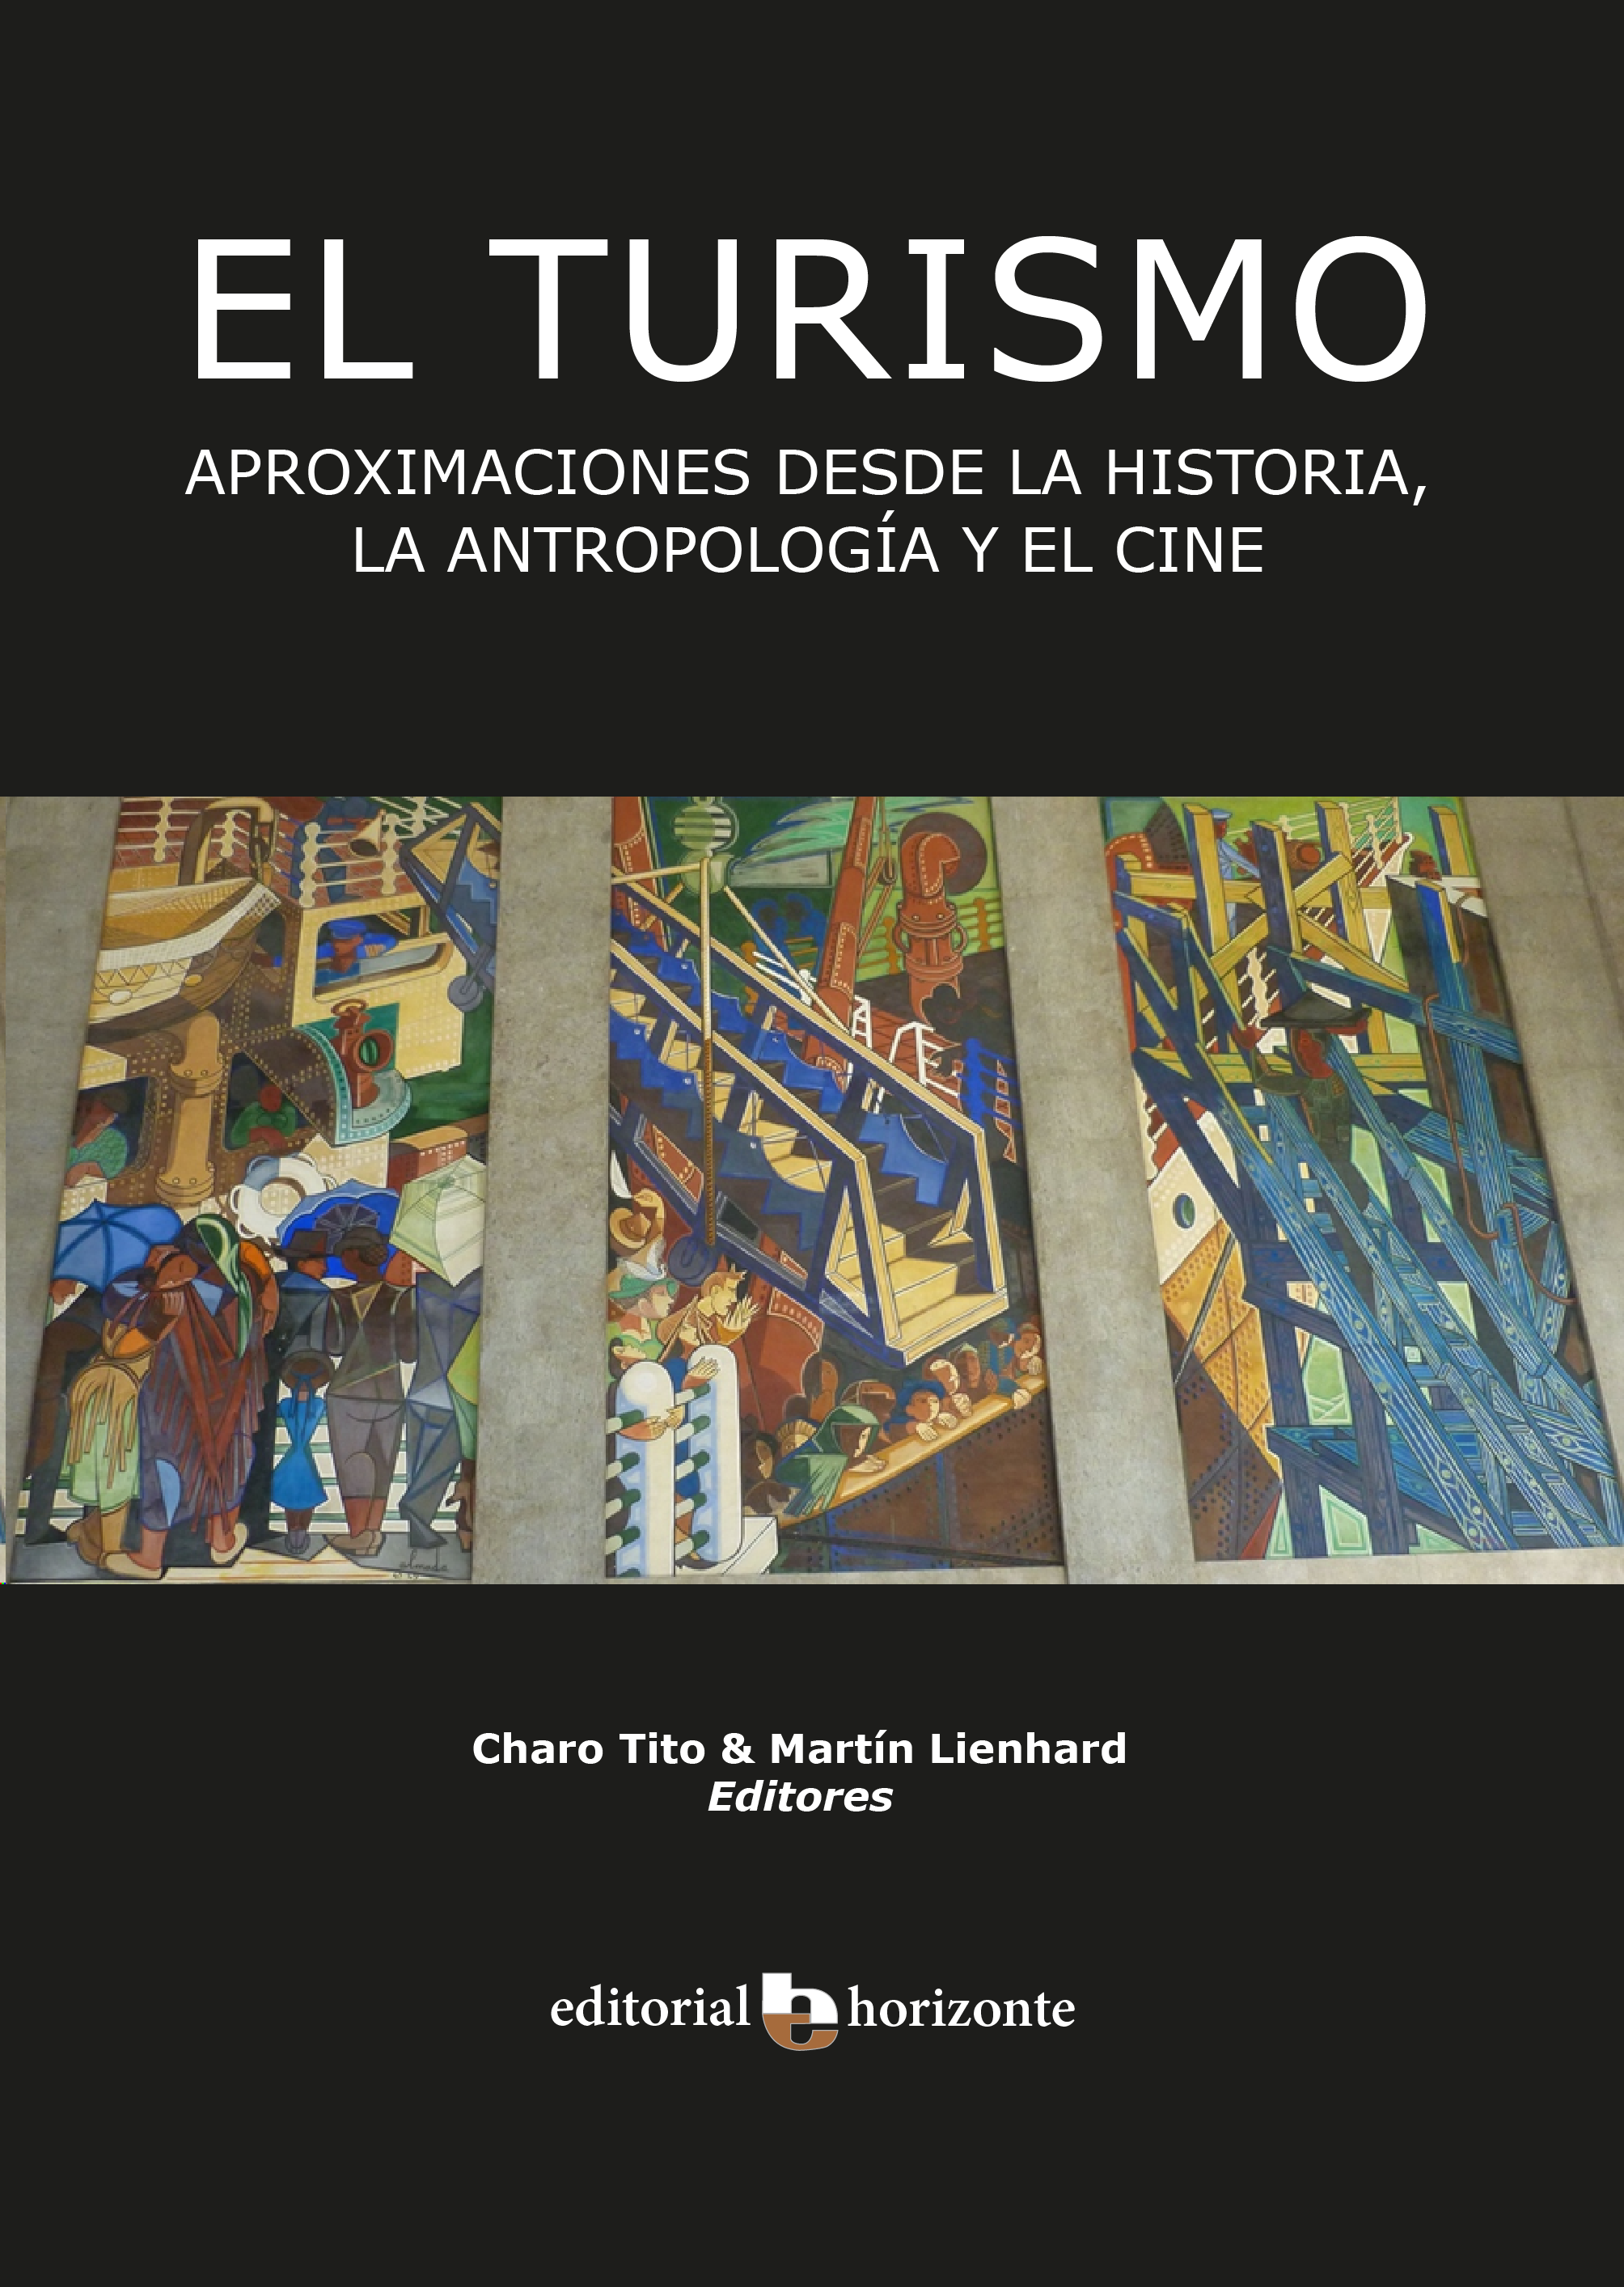 EL TURISMO
APROXIMACIONES DESDE LA HISTORIA,
LA ANTROPOLOGÍA Y EL CINE
Charo Tito & Martín Lienhard
Editores
editorial horizonte